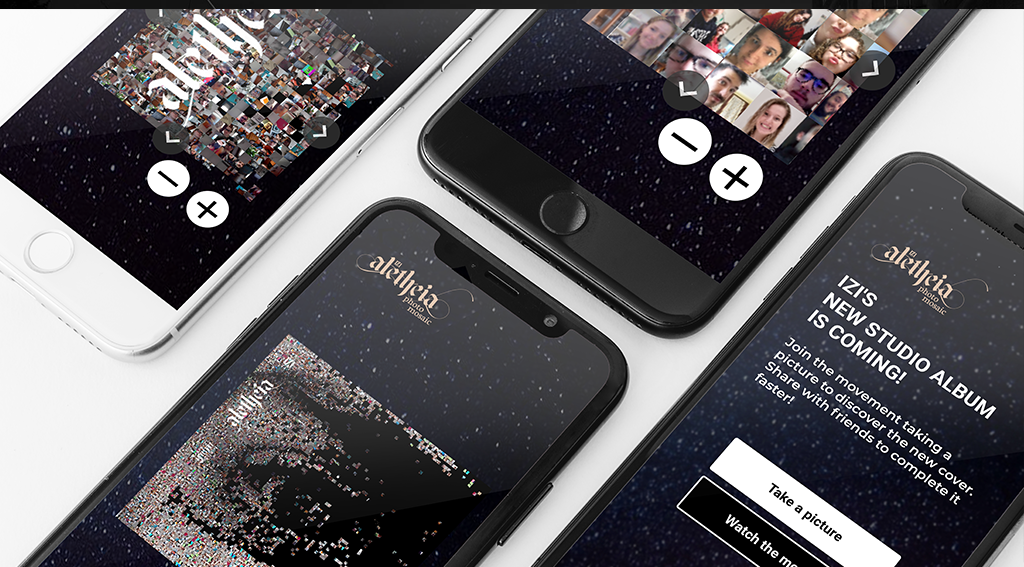 aletheia
aletheia
photo
mosaic
aletheia
aletheia
photo
mosaic
IZI'S
NEW STUDIO ALBUM
IS COMING!
Join the movement taking a
picture to discover the new cover.
Share with friends to complete it
faster!
Take a picture
Watch the mo